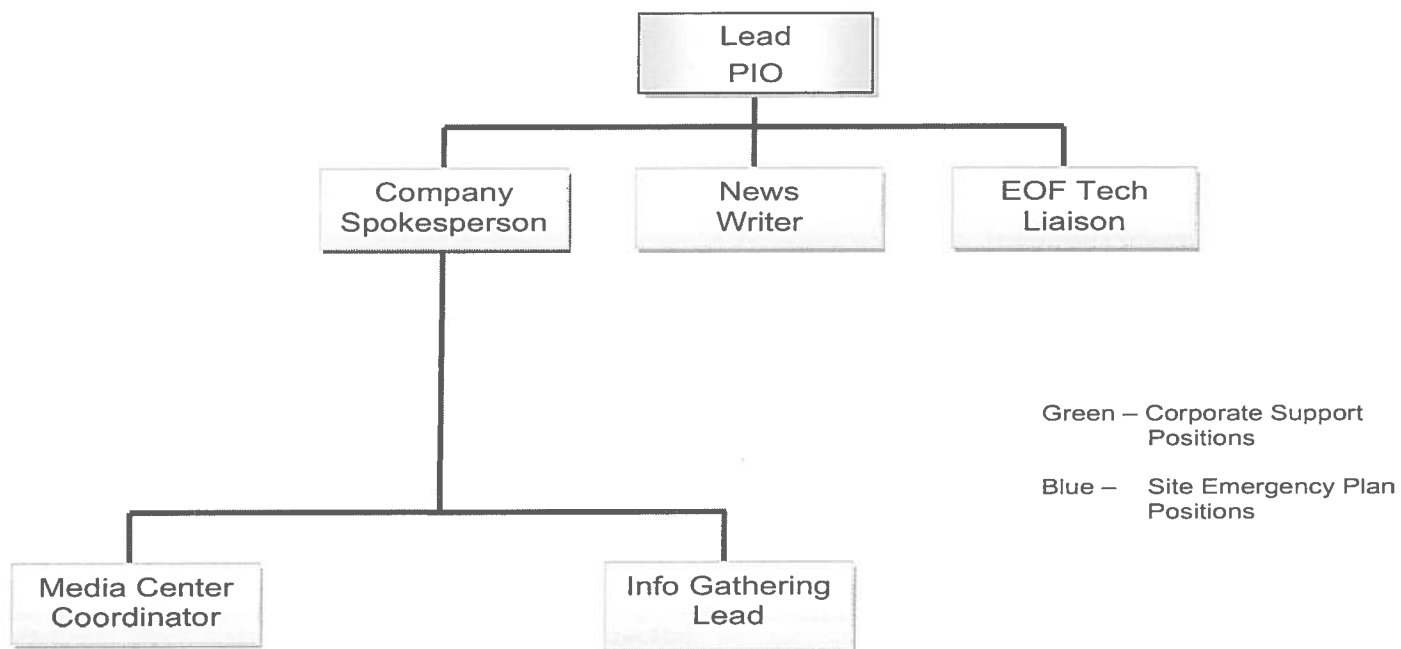 Lead
PIO
Company
Spokesperson
News
Writer
EOF Tech
Liaison
Green – Corporate Support
Positions
Blue – Site Emergency Plan
Positions
Media Center
Coordinator
Info Gathering
Lead